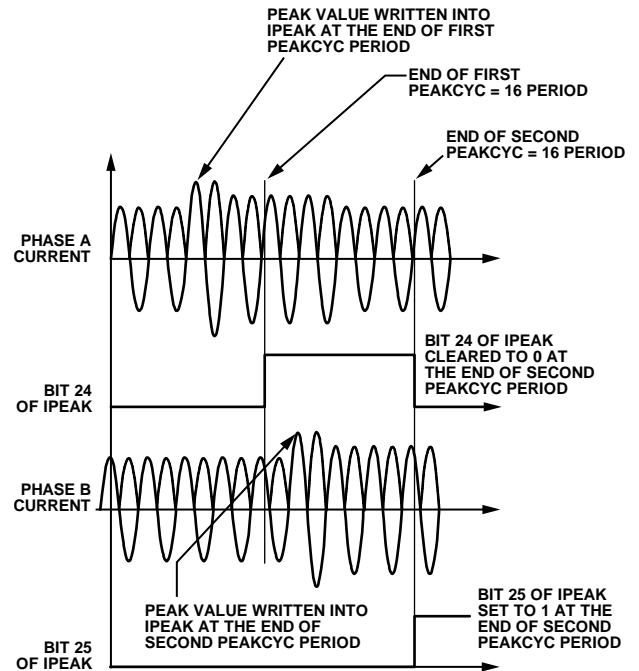 PEAK VALUE WRITTEN INTO
IPEAK AT THE END OF FIRST
PEAKCYC PERIOD
END OF FIRST
PEAKCYC = 16 PERIOD
END OF SECOND
PEAKCYC = 16 PERIOD
PHASE A
CURRENT
BIT 24 OF IPEAK
CLEARED TO 0 AT
THE END OF SECOND
PEAKCYC PERIOD
BIT 24
OF IPEAK
PHASE B
CURRENT
PEAK VALUE WRITTEN INTO
IPEAK AT THE END OF
SECOND PEAKCYC PERIOD
BIT 25 OF IPEAK
SET TO 1 AT THE
END OF SECOND
PEAKCYC PERIOD
BIT 25
OF IPEAK